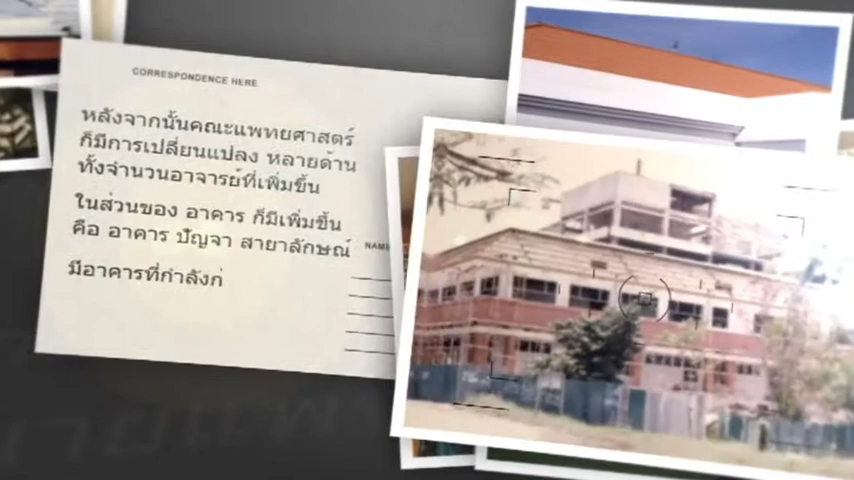 CORRESPONDENCE HERE
หลังจากนั้นคณะแพทยศาสตร์
ก็มีการเปลี่ยนแปลง หลายด้าน
ทั้งจำนวนอาจารย์ที่เพิ่มขึ้น
ในส่วนของ อาคาร ก็มีเพิ่มขึ้น
คือ อาคาร ปัญจา สายาลักษณ์
NAM
มีอาคารที่กำลังก่